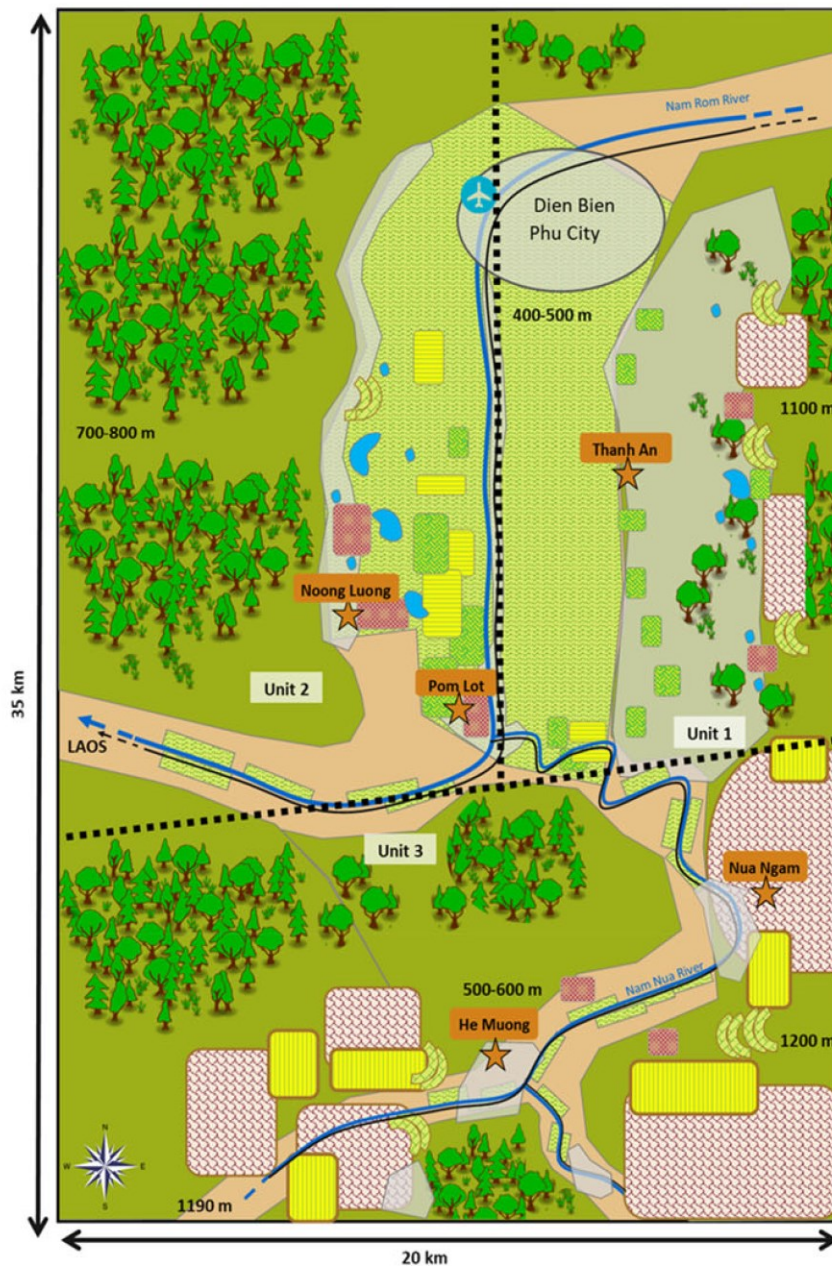 Nam Rom River
Dien Bien
Phu City
400-500 m
1100 m
700-800 m
Thanh An
Noong Luong
35 km
Unit 2
Pom Lot
Unit 1
LAOS
Unit 3
Nua Ngam
500-600 m
Nam Nua River
He Muong
1200 m
N
W E
S
1190 m
20 km